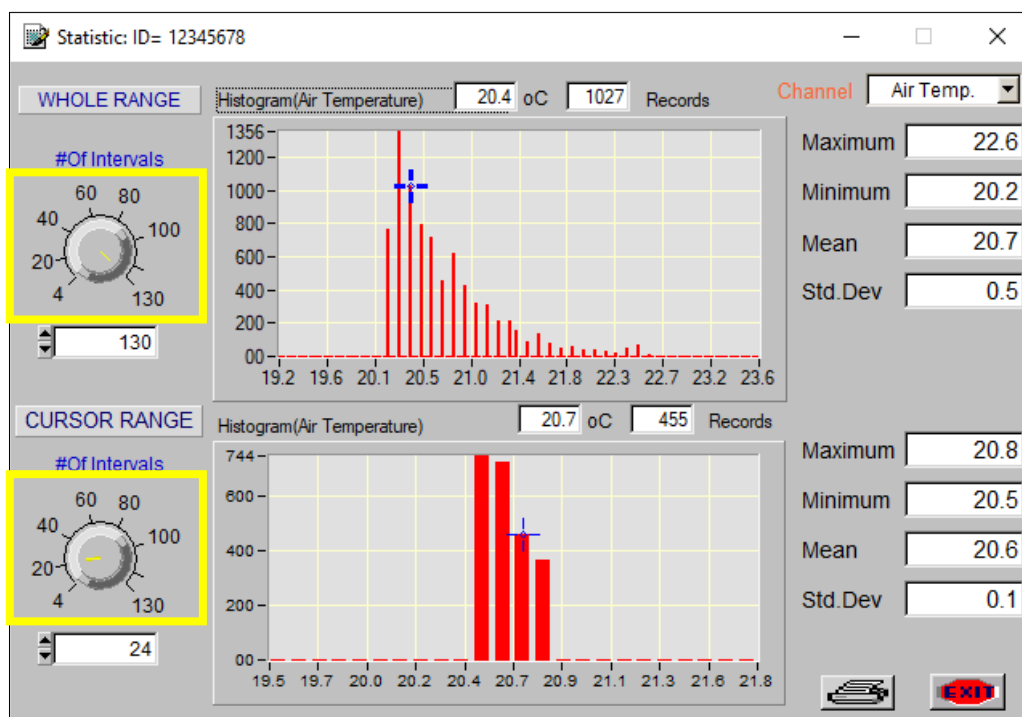 Statistic: ID= 12345678
WHOLE RANGE
Histogram(Air Temperature) 20.4 oC 1027 Records
Channel Air Temp.
#Of Intervals
4 20 40 60 80 100 130
130
1356
1200
1000
800
600
400
200
00
19.2 19.6 20.1 20.5 21.0 21.4 21.8 22.3 22.7 23.2 23.6
Maximum 22.6
Minimum 20.2
Mean 20.7
Std.Dev 0.5
CURSOR RANGE
Histogram(Air Temperature) 20.7 oC 455 Records
#Of Intervals
4 20 40 60 80 100 130
24
744
600
400
200
00
19.5 19.7 20.0 20.2 20.4 20.7 20.9 21.1 21.3 21.6 21.8
Maximum 20.8
Minimum 20.5
Mean 20.6
Std.Dev 0.1
EXIT